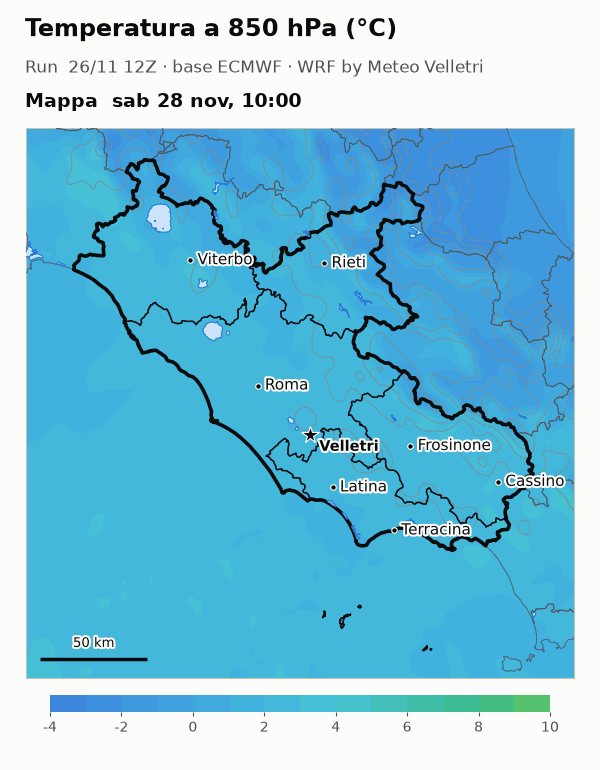 Temperatura a 850 hPa (°C)
Run  26/11 12Z · base ECMWF · WRF by Meteo Velletri
Mappa  sab 28 nov, 10:00
Viterbo
Rieti
Roma
Velletri
Frosinone
Cassino
Latina
Terracina
50 km
-4 -2 0 2 4 6 8 10